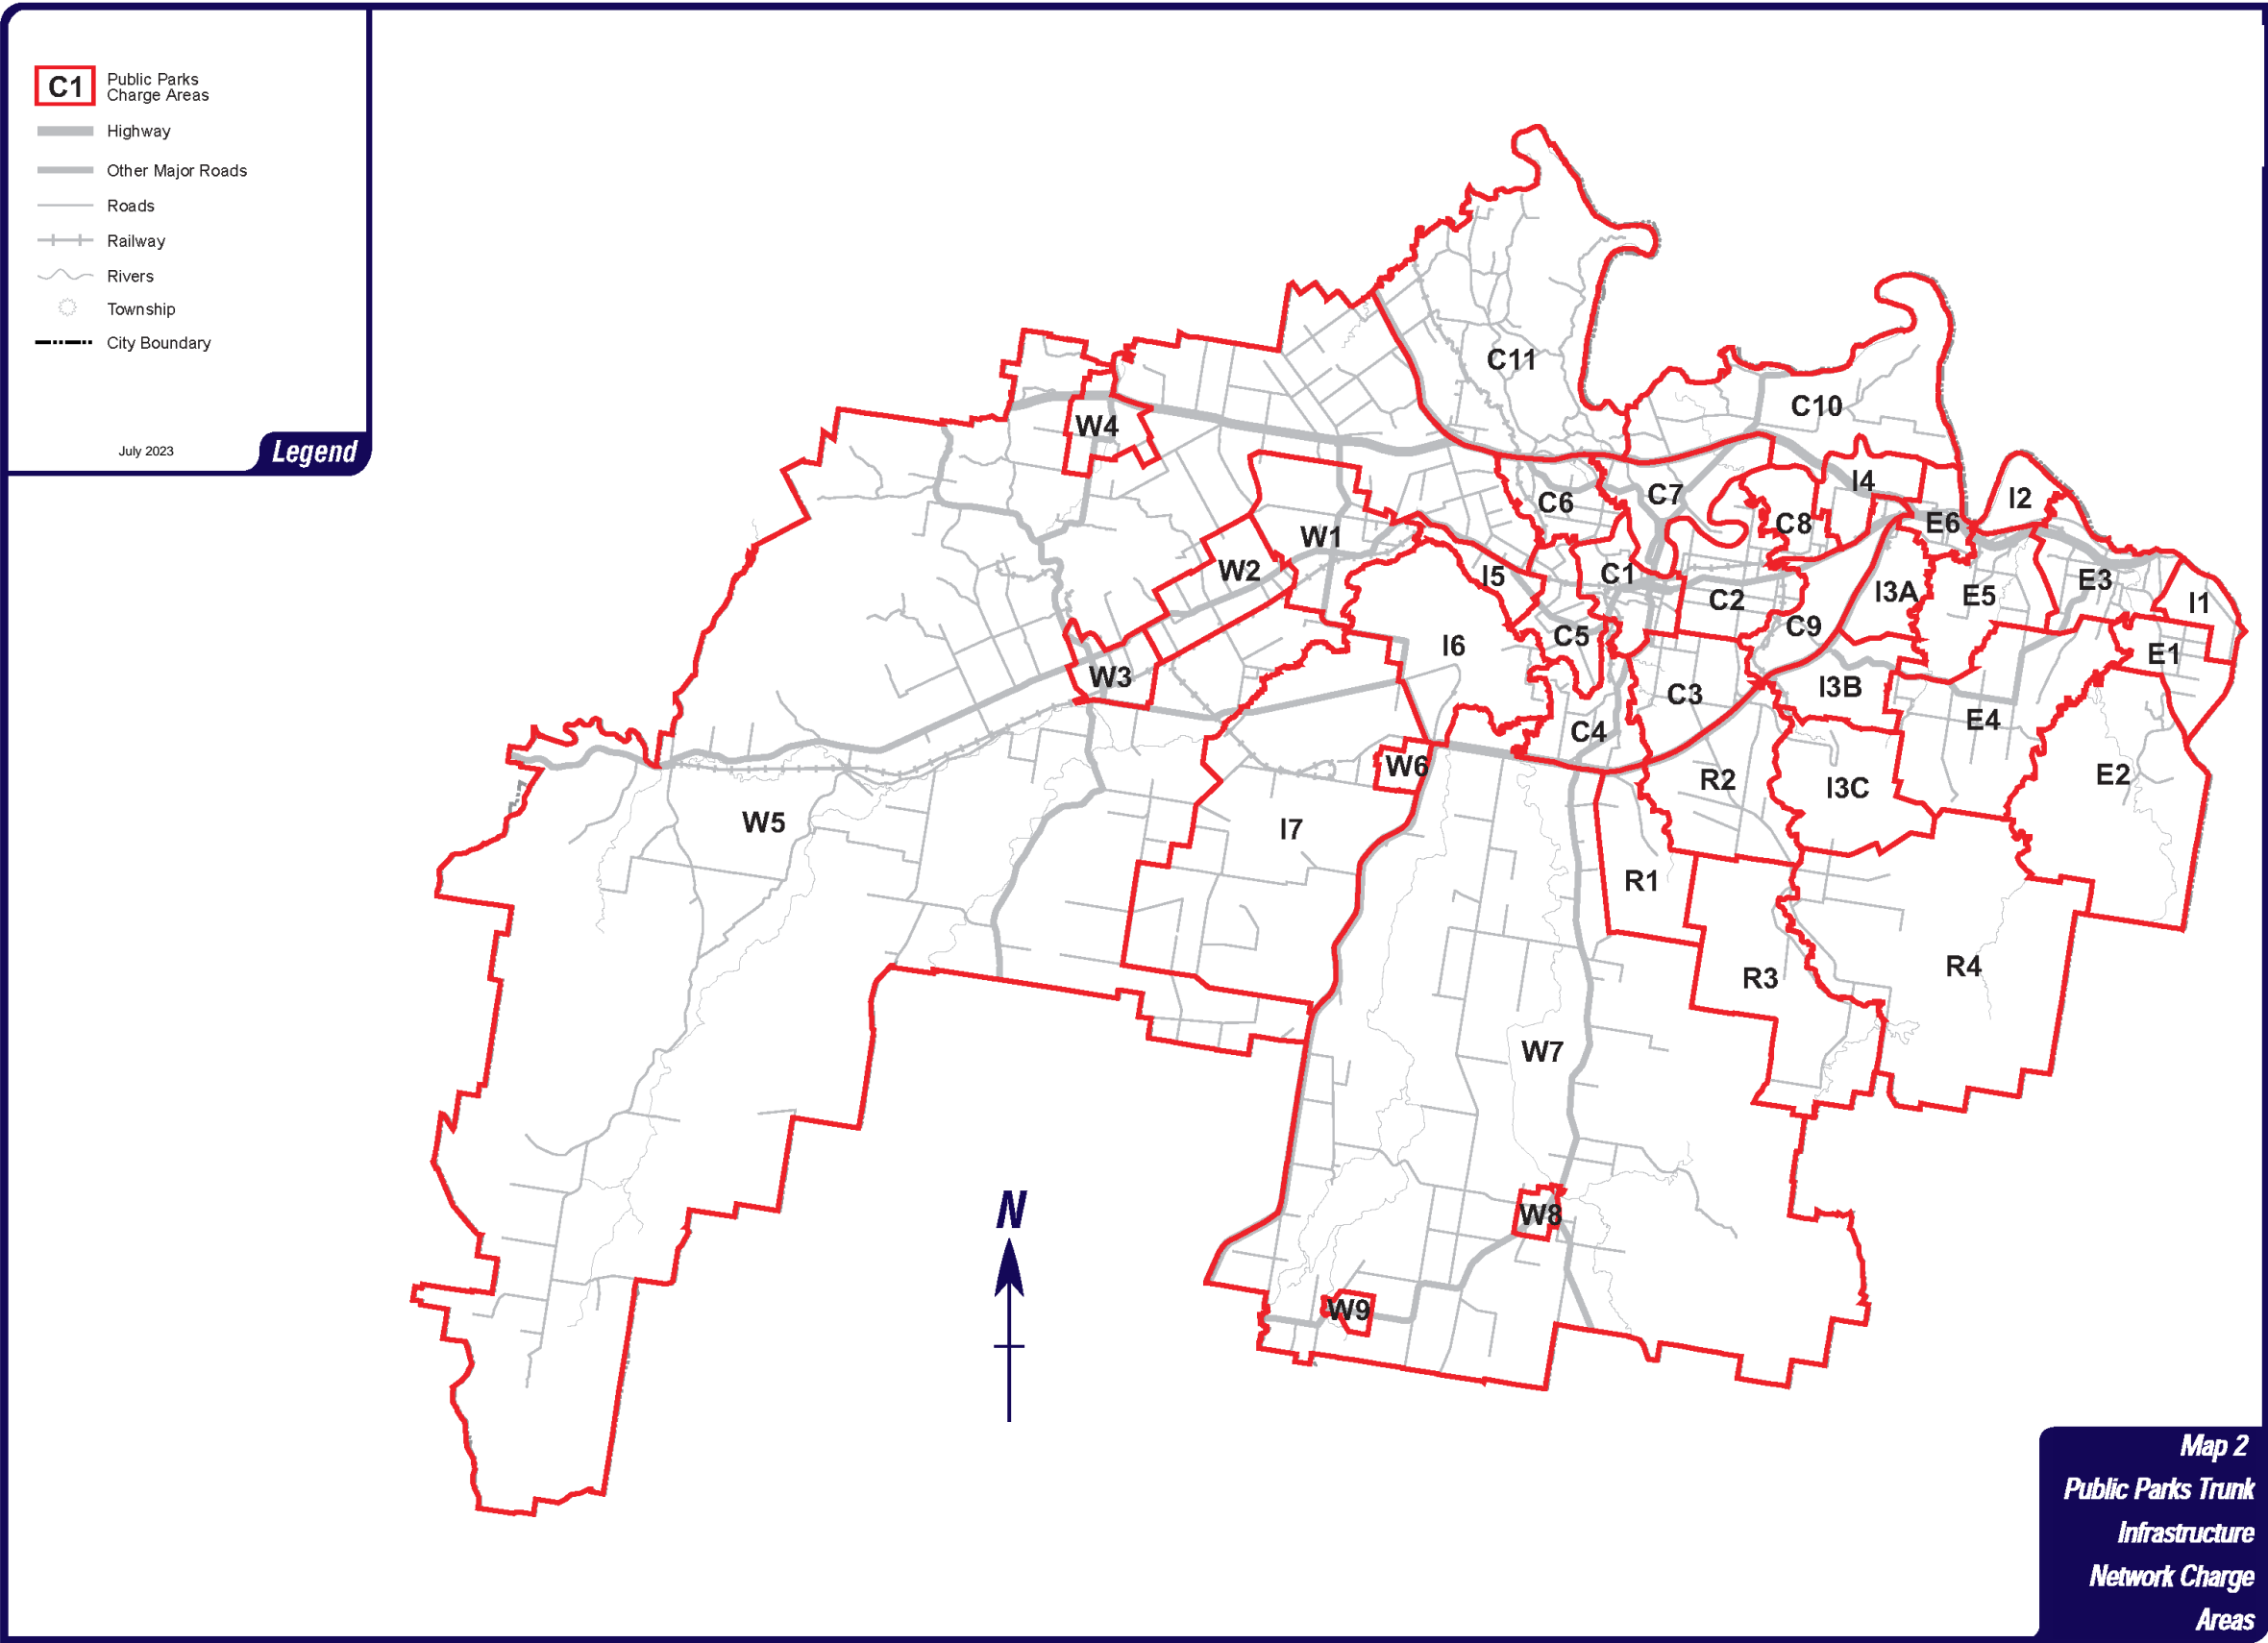 C1
Public Parks
Charge Areas
Highway
Other Major Roads
Roads
Railway
Rivers
Township
City Boundary
July 2023
Legend
C11
C10
W4
I4
C7
I2
C6
C8
E6
W1
W2
I5
C1
E3
I3A
E5
C2
I1
C9
C5
I6
E1
W3
I3B
C3
E4
C4
W6
E2
R2
I3C
W5
I7
R1
R4
R3
W7
W8
N
W9
Map 2
Public Parks Trunk
Infrastructure
Network Charge
Areas